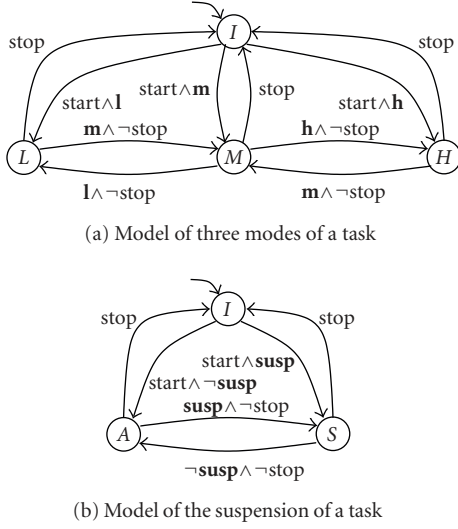 I
stop
stop
start∧m
stop
start∧l
start∧h
m∧¬stop
h∧¬stop
L
M
H
l∧¬stop
m∧¬stop
(a) Model of three modes of a task
I
stop
stop
start∧susp
start∧¬susp
susp∧¬stop
A
S
¬susp∧¬stop
(b) Model of the suspension of a task